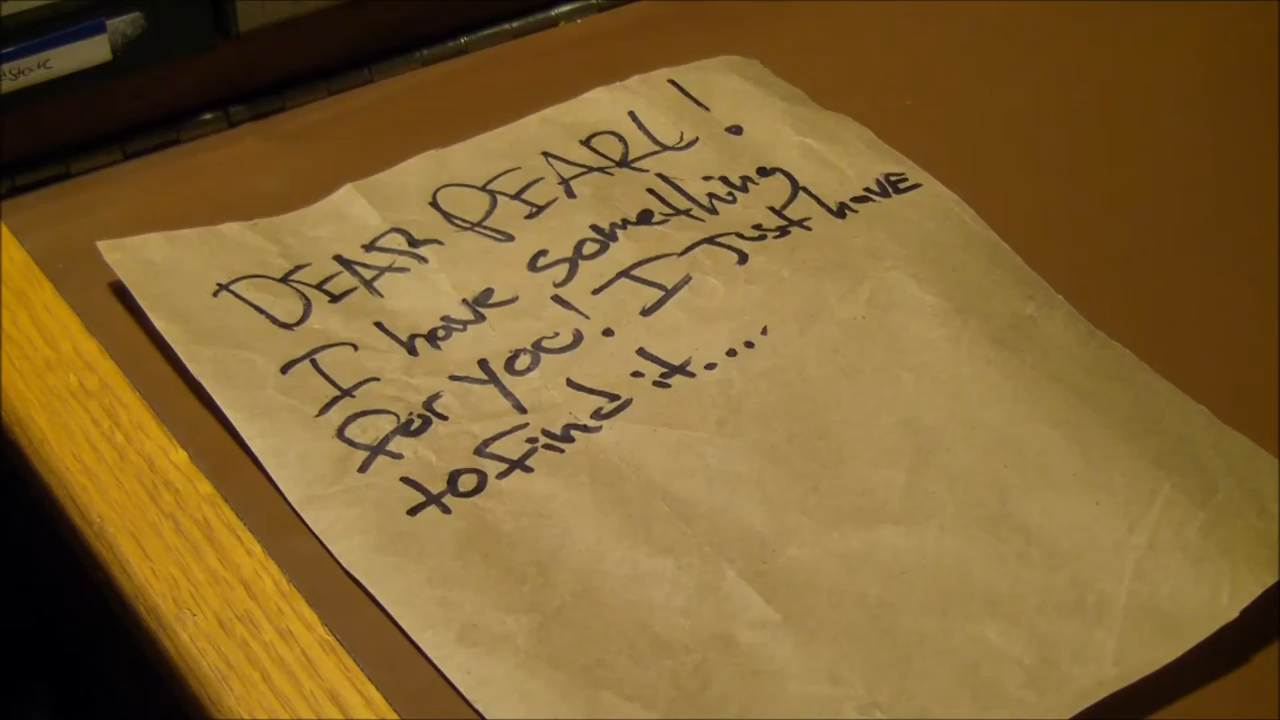 DEAR PEARL!
I have something
for you! I Just have
to find it....